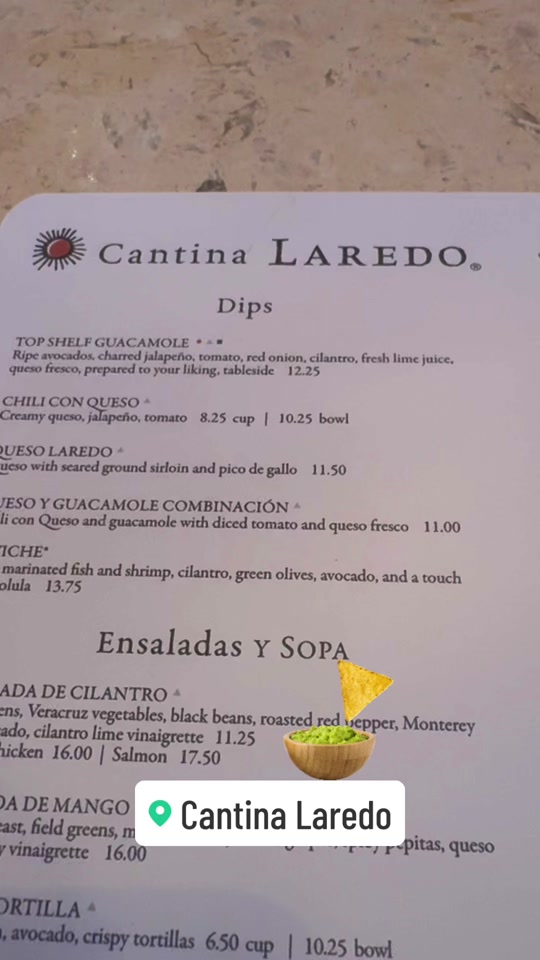 Cantina LAREDO®
Dips
TOP SHELF GUACAMOLE
Ripe avocados, charred jalapeño, tomato, red onion, cilantro, fresh lime juice,
queso fresco, prepared to your liking, tableside 12.25
CHILI CON QUESO
Creamy queso, jalapeño, tomato 8.25 cup | 10.25 bowl
QUESO LAREDO
ueso with seared ground sirloin and pico de gallo 11.50
UESO Y GUACAMOLE COMBINACIÓN
li con Queso and guacamole with diced tomato and queso fresco 11.00
ICHE*
marinated fish and shrimp, cilantro, green olives, avocado, and a touch
olula 13.75
Ensaladas Y SOPA
ADA DE CILANTRO
ens, Veracruz vegetables, black beans, roasted red pepper, Monterey
ado, cilantro lime vinaigrette 11.25
hicken 16.00 | Salmon 17.50
DA DE MANGO
east, field greens, m pepitas, queso
y vinaigrette 16.00
Cantina Laredo
ORTILLA
, avocado, crispy tortillas 6.50 cup | 10.25 bowl